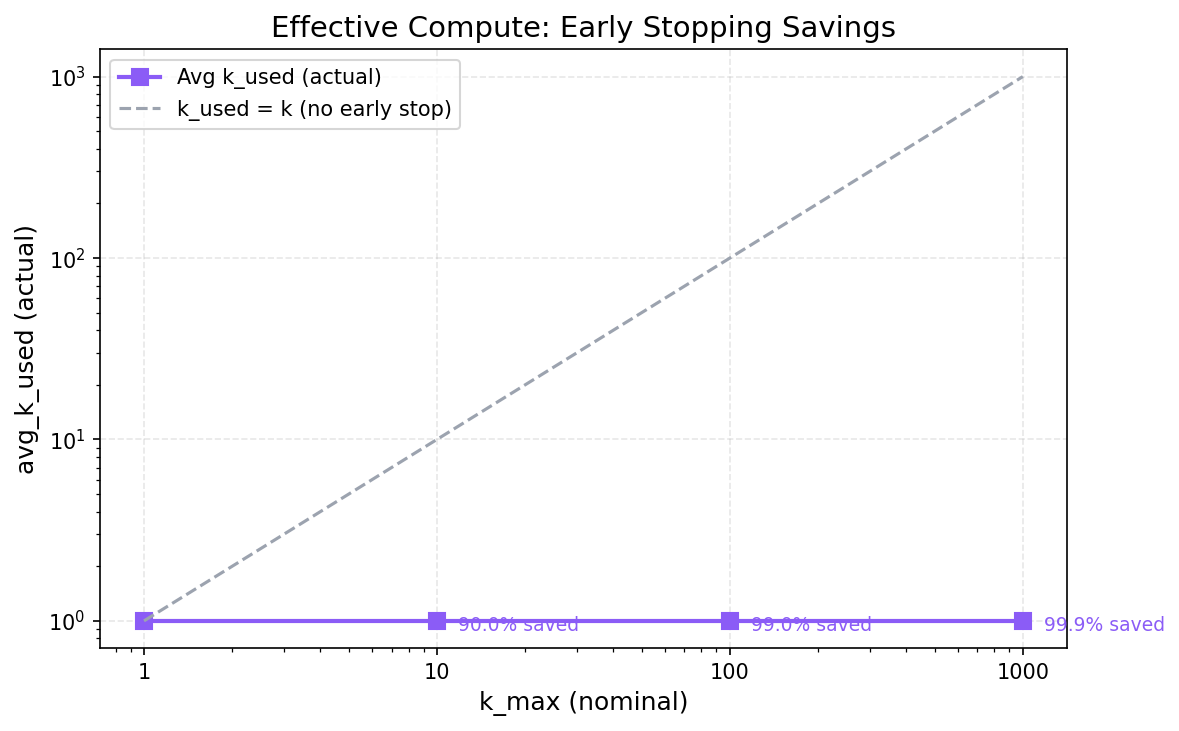 Effective Compute: Early Stopping Savings
Avg k_used (actual)
k_used = k (no early stop)
avg_k_used (actual)
10³
10²
10¹
10⁰
90.0% saved
99.0% saved
99.9% saved
1
10
100
1000
k_max (nominal)